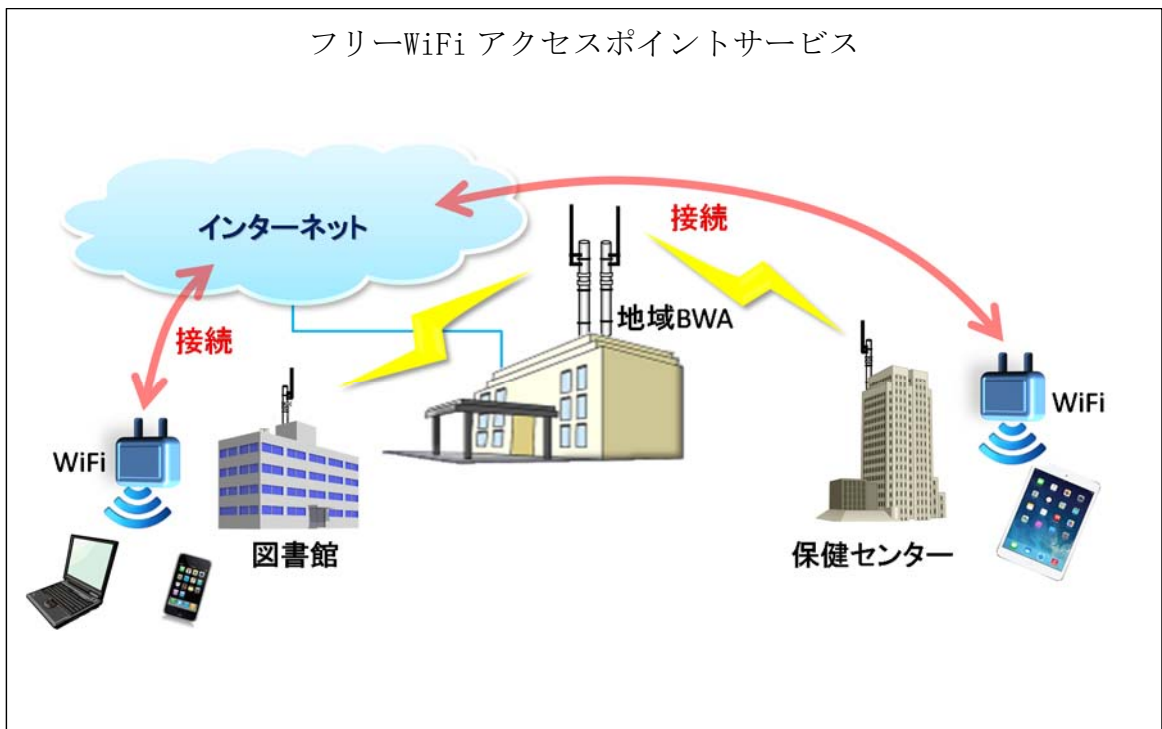 フリーWiFi アクセスポイントサービス
インターネット
接続
地域BWA
接続
WiFi
WiFi
図書館
保健センター